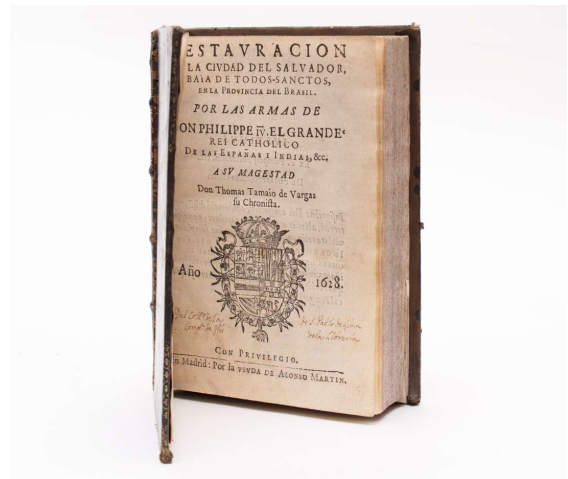 ESTAVRACION
LA CIVDAD DEL SALVADOR,
BAIA DE TODOS-SANCTOS,
EN LA PROVINCIA DEL BRASIL.
POR LAS ARMAS DE
ON PHILIPPE IV. EL GRANDE
REI CATHOLICO
DE LAS ESPAÑAS I INDIAS, &c,
A SV MAGESTAD
Don Thomas Tamaio de Vargas
su Chronista.
Año 1628.
CON PRIVILEGIO.
n Madrid: Por la VIVDA DE ALONSO MARTIN.